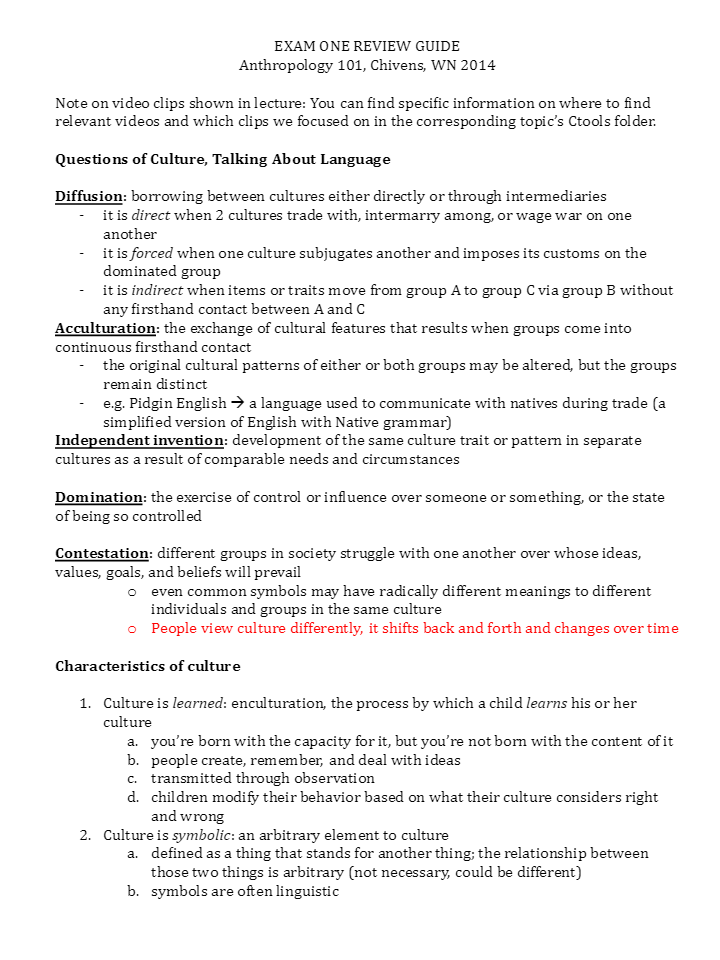 EXAM ONE REVIEW GUIDE
Anthropology 101, Chivens, WN 2014
Note on video clips shown in lecture: You can find specific information on where to find
relevant videos and which clips we focused on in the corresponding topic's Ctools folder.
Questions of Culture, Talking About Language
Diffusion: borrowing between cultures either directly or through intermediaries
- it is direct when 2 cultures trade with, intermarry among, or wage war on one
another
- it is forced when one culture subjugates another and imposes its customs on the
dominated group
- it is indirect when items or traits move from group A to group C via group B without
any firsthand contact between A and C
Acculturation: the exchange of cultural features that results when groups come into
continuous firsthand contact
- the original cultural patterns of either or both groups may be altered, but the groups
remain distinct
- e.g. Pidgin English → a language used to communicate with natives during trade (a
simplified version of English with Native grammar)
Independent invention: development of the same culture trait or pattern in separate
cultures as a result of comparable needs and circumstances
Domination: the exercise of control or influence over someone or something, or the state
of being so controlled
Contestation: different groups in society struggle with one another over whose ideas,
values, goals, and beliefs will prevail
o even common symbols may have radically different meanings to different
individuals and groups in the same culture
o People view culture differently, it shifts back and forth and changes over time
Characteristics of culture
1. Culture is learned: enculturation, the process by which a child learns his or her
culture
a. you're born with the capacity for it, but you're not born with the content of it
b. people create, remember, and deal with ideas
c. transmitted through observation
d. children modify their behavior based on what their culture considers right
and wrong
2. Culture is symbolic: an arbitrary element to culture
a. defined as a thing that stands for another thing; the relationship between
those two things is arbitrary (not necessary, could be different)
b. symbols are often linguistic